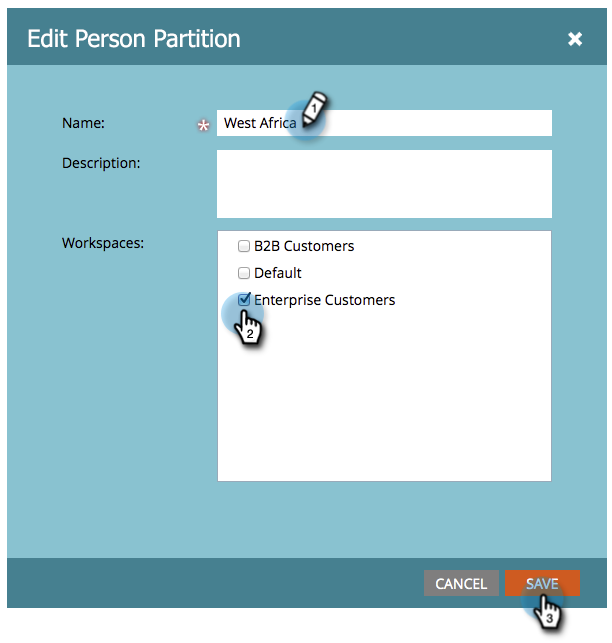 Edit Person Partition
Name:
* West Africa
1
Description:
Workspaces:
B2B Customers
Default
Enterprise Customers
2
CANCEL
SAVE
3